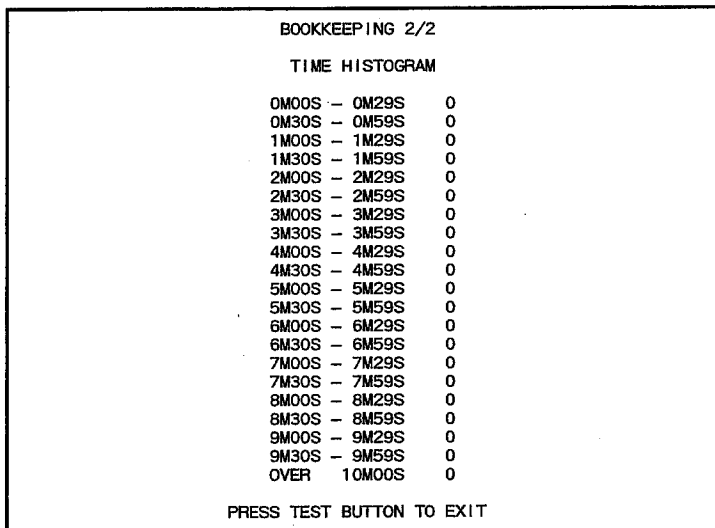 BOOKKEEPING 2/2
TIME HISTOGRAM
0M00S – 0M29S 0
0M30S – 0M59S 0
1M00S – 1M29S 0
1M30S – 1M59S 0
2M00S – 2M29S 0
2M30S – 2M59S 0
3M00S – 3M29S 0
3M30S – 3M59S 0
4M00S – 4M29S 0
4M30S – 4M59S 0
5M00S – 5M29S 0
5M30S – 5M59S 0
6M00S – 6M29S 0
6M30S – 6M59S 0
7M00S – 7M29S 0
7M30S – 7M59S 0
8M00S – 8M29S 0
8M30S – 8M59S 0
9M00S – 9M29S 0
9M30S – 9M59S 0
OVER 10M00S 0
PRESS TEST BUTTON TO EXIT